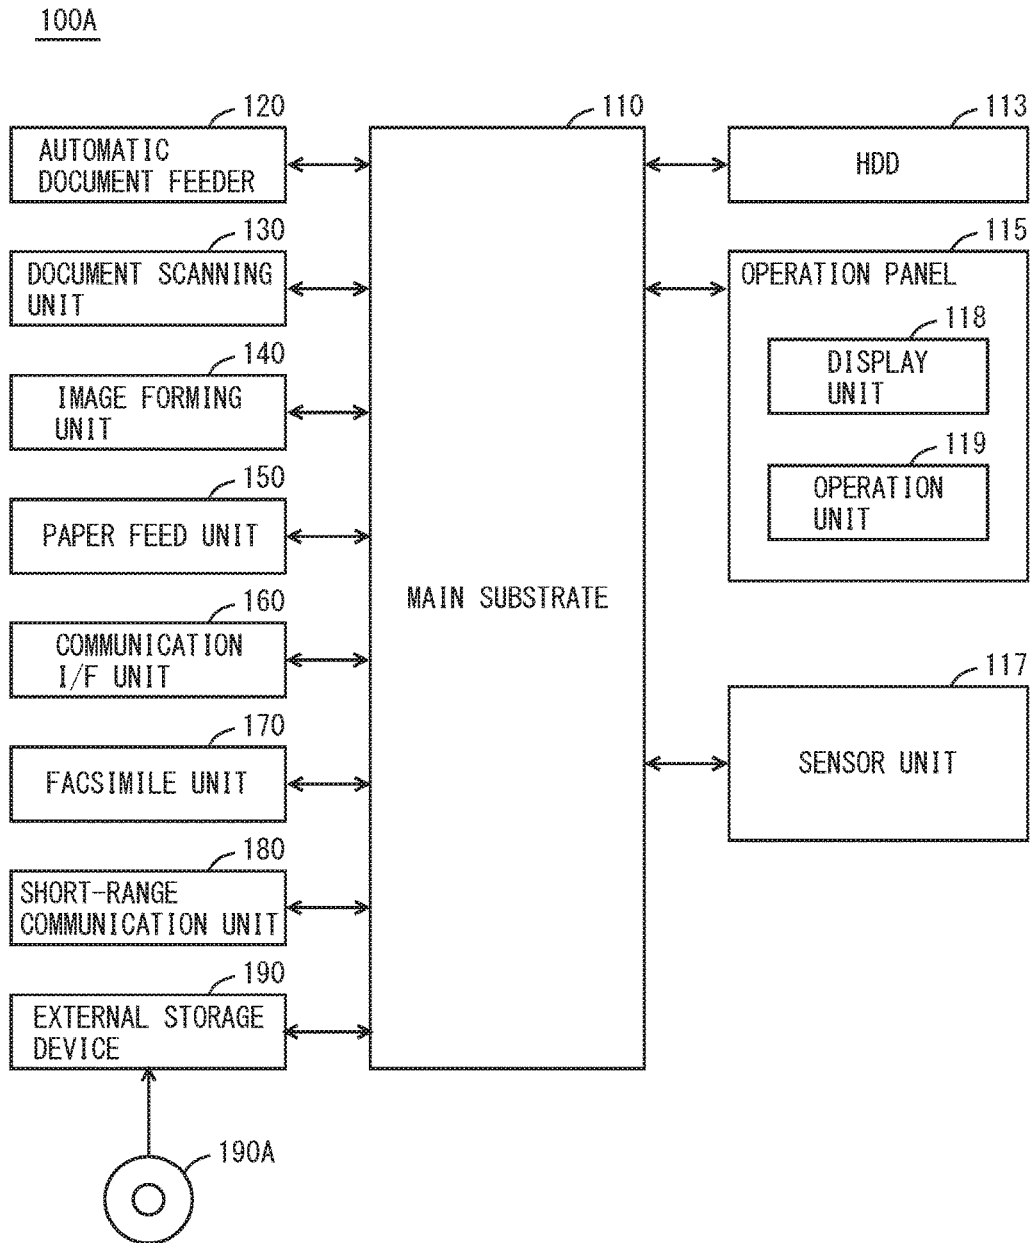 100A
120
AUTOMATIC
DOCUMENT FEEDER
130
DOCUMENT SCANNING
UNIT
140
IMAGE FORMING
UNIT
150
PAPER FEED UNIT
160
COMMUNICATION
I/F UNIT
170
FACSIMILE UNIT
180
SHORT-RANGE
COMMUNICATION UNIT
190
EXTERNAL STORAGE
DEVICE
190A
110
MAIN SUBSTRATE
113
HDD
115
OPERATION PANEL
118
DISPLAY
UNIT
119
OPERATION
UNIT
117
SENSOR UNIT